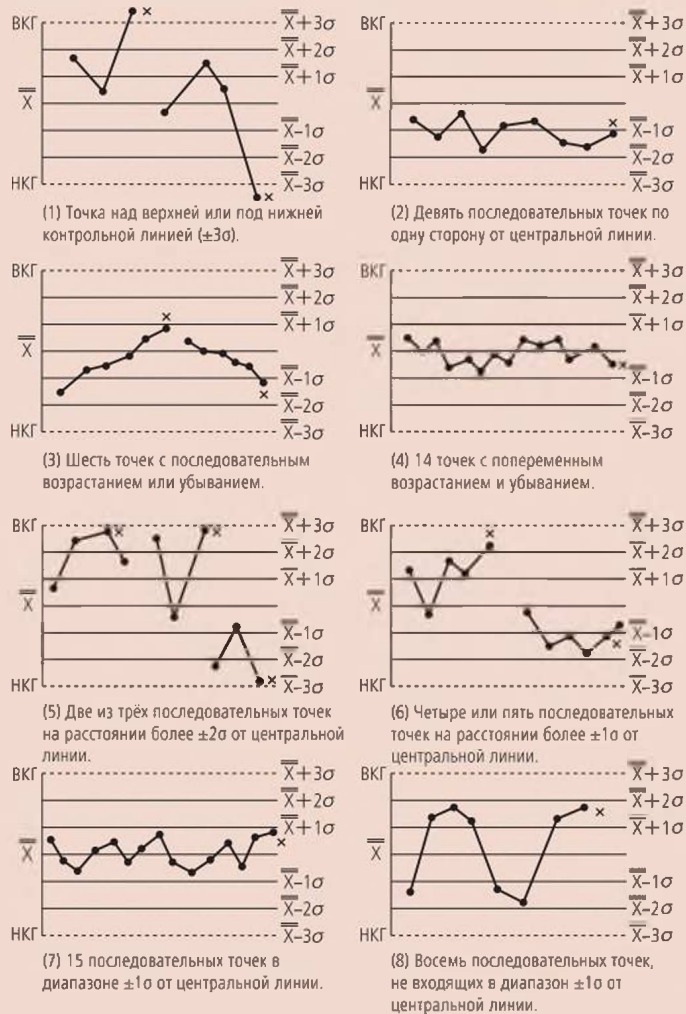 ВКГ
X̿+3σ
X̿+2σ
X̿+1σ
X̿
X̿–1σ
X̿–2σ
НКГ
X̿–3σ
(1) Точка над верхней или под нижней
контрольной линией (±3σ).
ВКГ
X̿+3σ
X̿+2σ
X̿+1σ
X̿
X̿–1σ
X̿–2σ
НКГ
X̿–3σ
(2) Девять последовательных точек по
одну сторону от центральной линии.
ВКГ
X̿+3σ
X̿+2σ
X̿+1σ
X̿
X̿–1σ
X̿–2σ
НКГ
X̿–3σ
(3) Шесть точек с последовательным
возрастанием или убыванием.
ВКГ
X̿+3σ
X̿+2σ
X̿+1σ
X̿
X̿–1σ
X̿–2σ
НКГ
X̿–3σ
(4) 14 точек с попеременным
возрастанием и убыванием.
ВКГ
X̿+3σ
X̿+2σ
X̿+1σ
X̿
X̿–1σ
X̿–2σ
НКГ
X̿–3σ
(5) Две из трёх последовательных точек
на расстоянии более ±2σ от центральной
линии.
ВКГ
X̿+3σ
X̿+2σ
X̿+1σ
X̿
X̿–1σ
X̿–2σ
НКГ
X̿–3σ
(6) Четыре или пять последовательных
точек на расстоянии более ±1σ от
центральной линии.
ВКГ
X̿+3σ
X̿+2σ
X̿+1σ
X̿
X̿–1σ
X̿–2σ
НКГ
X̿–3σ
(7) 15 последовательных точек в
диапазоне ±1σ от центральной линии.
ВКГ
X̿+3σ
X̿+2σ
X̿+1σ
X̿
X̿–1σ
X̿–2σ
НКГ
X̿–3σ
(8) Восемь последовательных точек,
не входящих в диапазон ±1σ от
центральной линии.